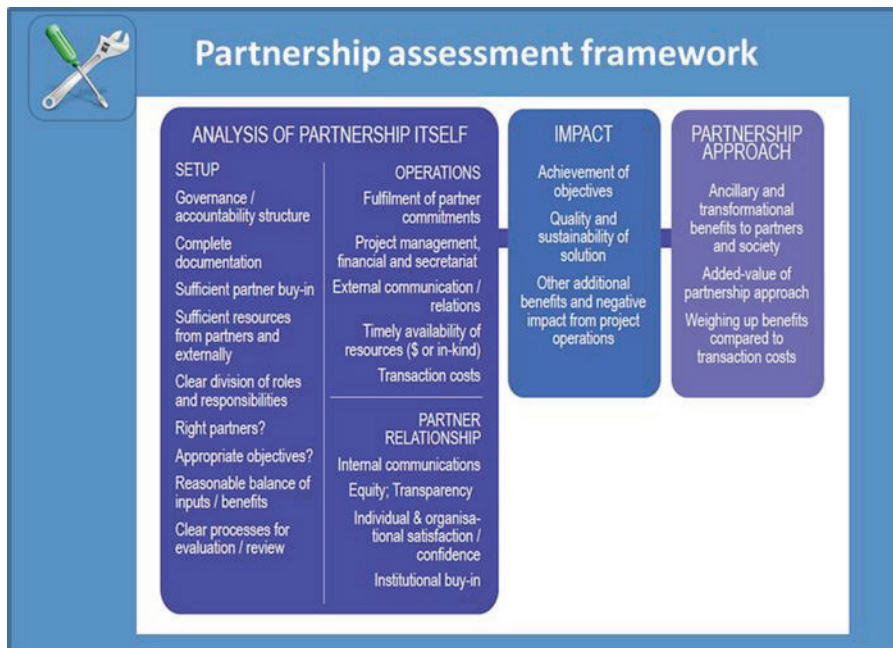 Partnership assessment framework
ANALYSIS OF PARTNERSHIP ITSELF
SETUP
Governance /
accountability structure
Complete
documentation
Sufficient partner buy-in
Sufficient resources
from partners and
externally
Clear division of roles
and responsibilities
Right partners?
Appropriate objectives?
Reasonable balance of
inputs / benefits
Clear processes for
evaluation / review
OPERATIONS
Fulfilment of partner
commitments
Project management,
financial and secretariat
External communication /
relations
Timely availability of
resources ($ or in-kind)
Transaction costs
PARTNER
RELATIONSHIP
Internal communications
Equity; Transparency
Individual & organisa-
tional satisfaction /
confidence
Institutional buy-in
IMPACT
Achievement of
objectives
Quality and
sustainability of
solution
Other additional
benefits and negative
impact from project
operations
PARTNERSHIP
APPROACH
Ancillary and
transformational
benefits to partners
and society
Added-value of
partnership approach
Weighing up benefits
compared to
transaction costs